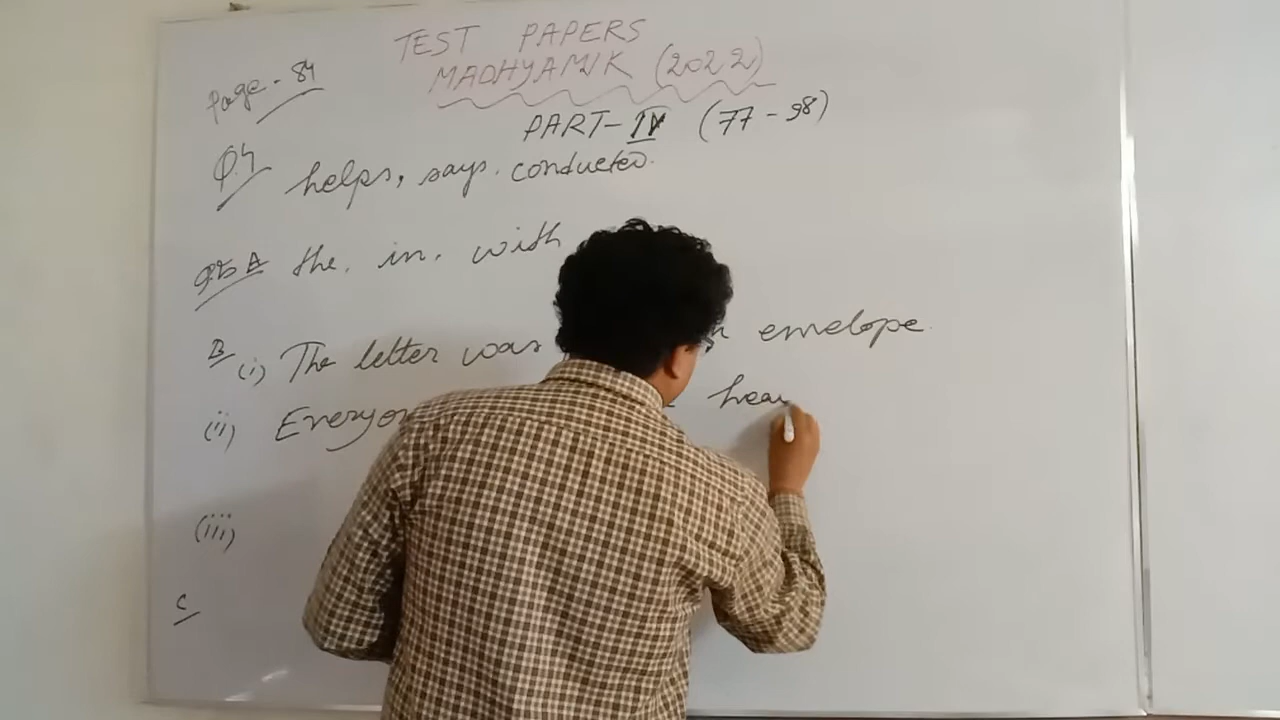 TEST PAPERS
MADHYAMIK (2022)
Page - 84
PART-IV (77-98)
Q.4 helps, says. conducted.
Q.5 A the. in. with
B (i) The letter was envelope.
(ii) hear
(iii)
C